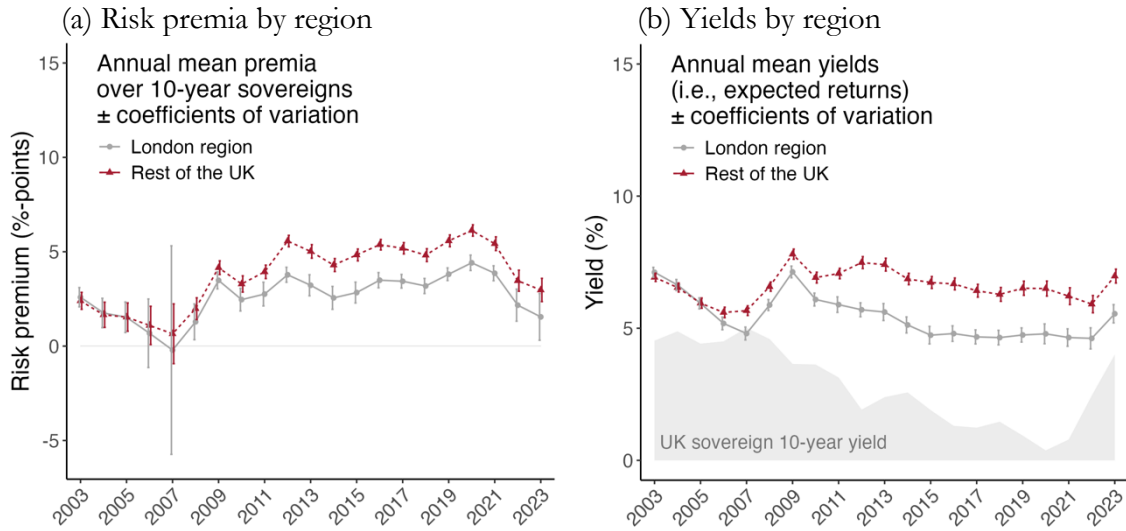 (a) Risk premia by region
Annual mean premia
over 10-year sovereigns
± coefficients of variation
London region
Rest of the UK
Risk premium (%-points)
15
10
5
0
-5
2003
2005
2007
2009
2011
2013
2015
2017
2019
2021
2023
(b) Yields by region
Annual mean yields
(i.e., expected returns)
± coefficients of variation
London region
Rest of the UK
Yield (%)
15
10
5
0
UK sovereign 10-year yield
2003
2005
2007
2009
2011
2013
2015
2017
2019
2021
2023